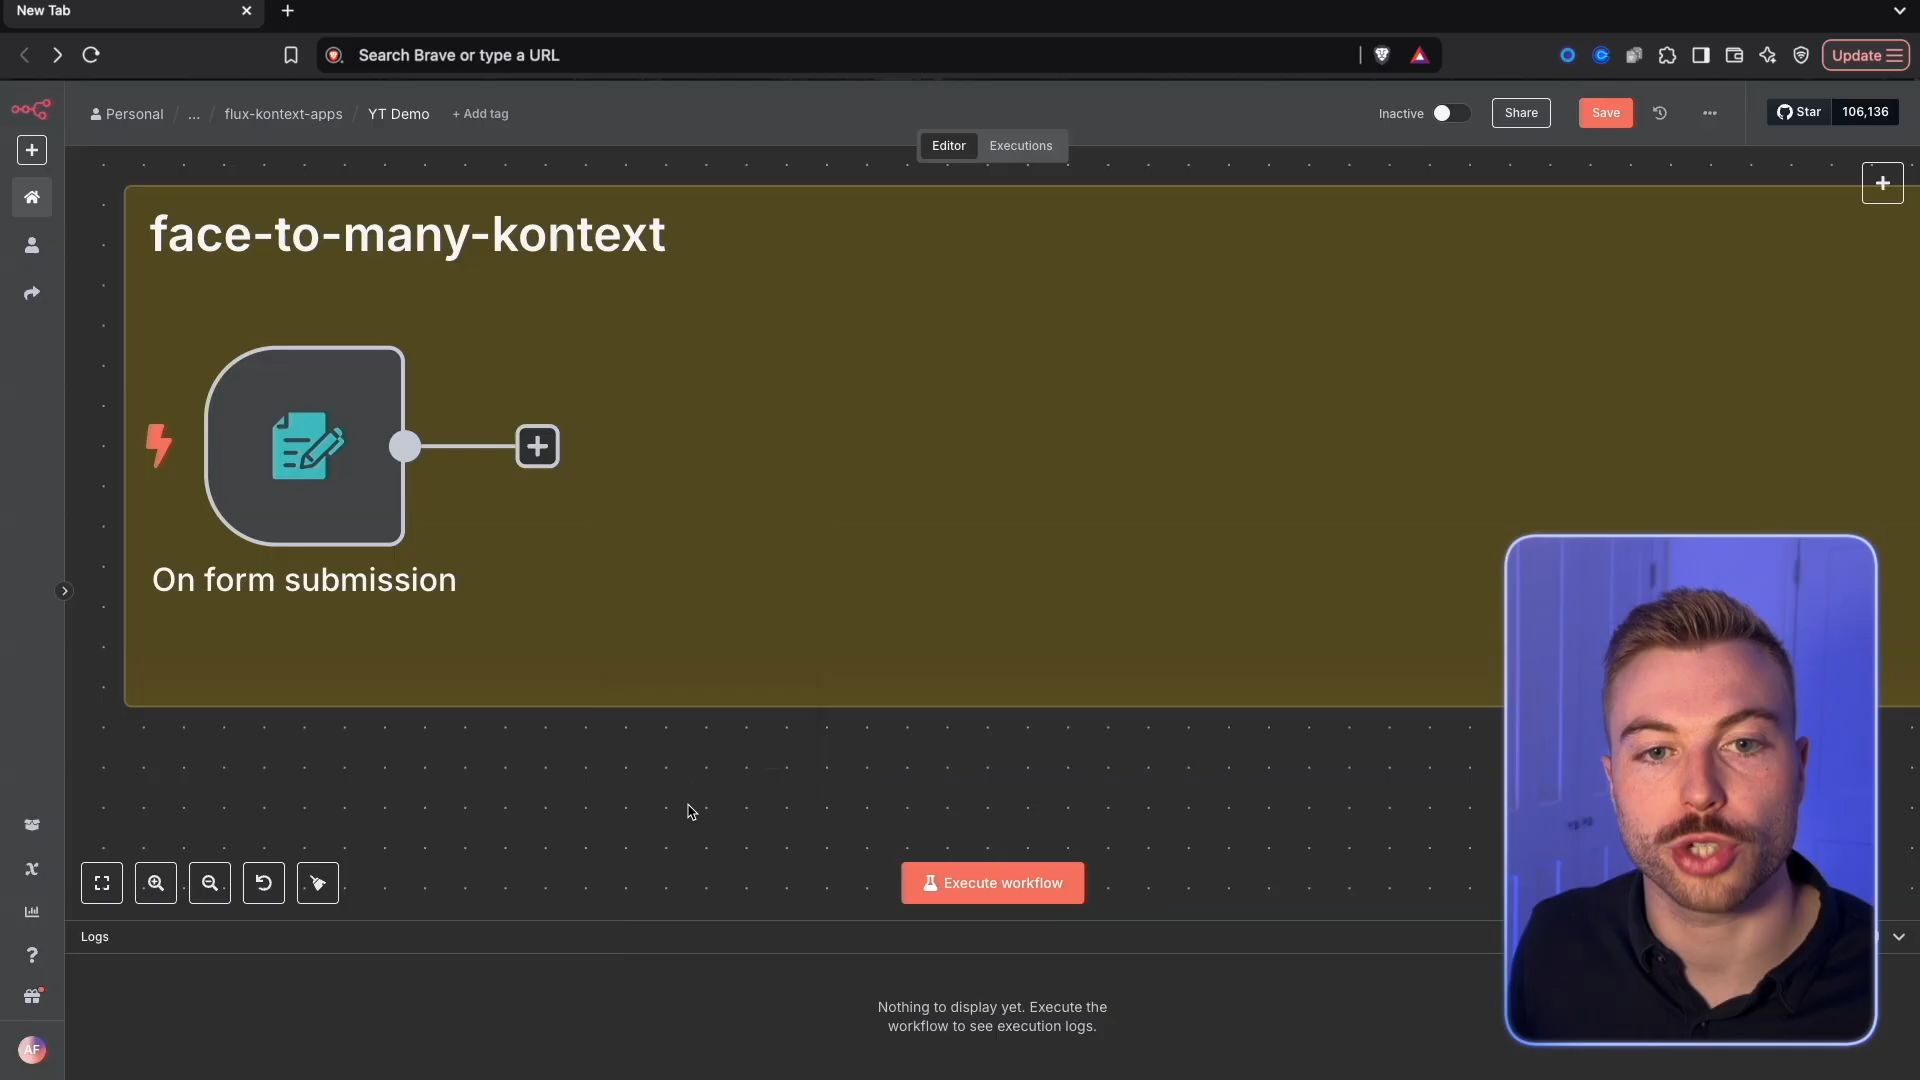 New Tab
Search Brave or type a URL
Update
Personal / ... / flux-kontext-apps / YT Demo + Add tag
Inactive
Share
Save
Star 106,136
Editor Executions
face-to-many-kontext
On form submission
Execute workflow
Logs
Nothing to display yet. Execute the
workflow to see execution logs.
AF